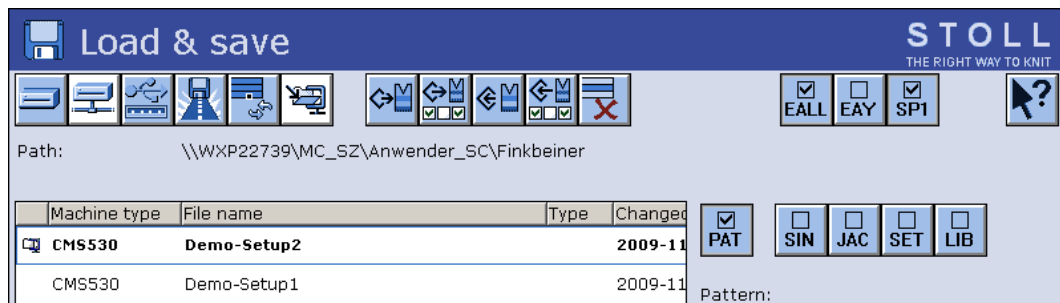 Load & save
STOLL
THE RIGHT WAY TO KNIT
EALL EAY SP1
?
Path: \\WXP22739\MC_SZ\Anwender_SC\Finkbeiner
Machine type File name Type Changed
PAT SIN JAC SET LIB
CMS530 Demo-Setup2 2009-11
CMS530 Demo-Setup1 2009-11
Pattern: